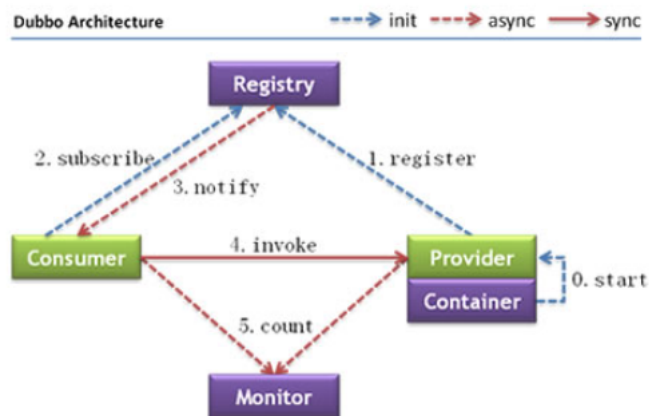 Dubbo Architecture
init
async
sync
Registry
2. subscribe
1. register
3. notify
Consumer
4. invoke
Provider
0. start
Container
5. count
Monitor